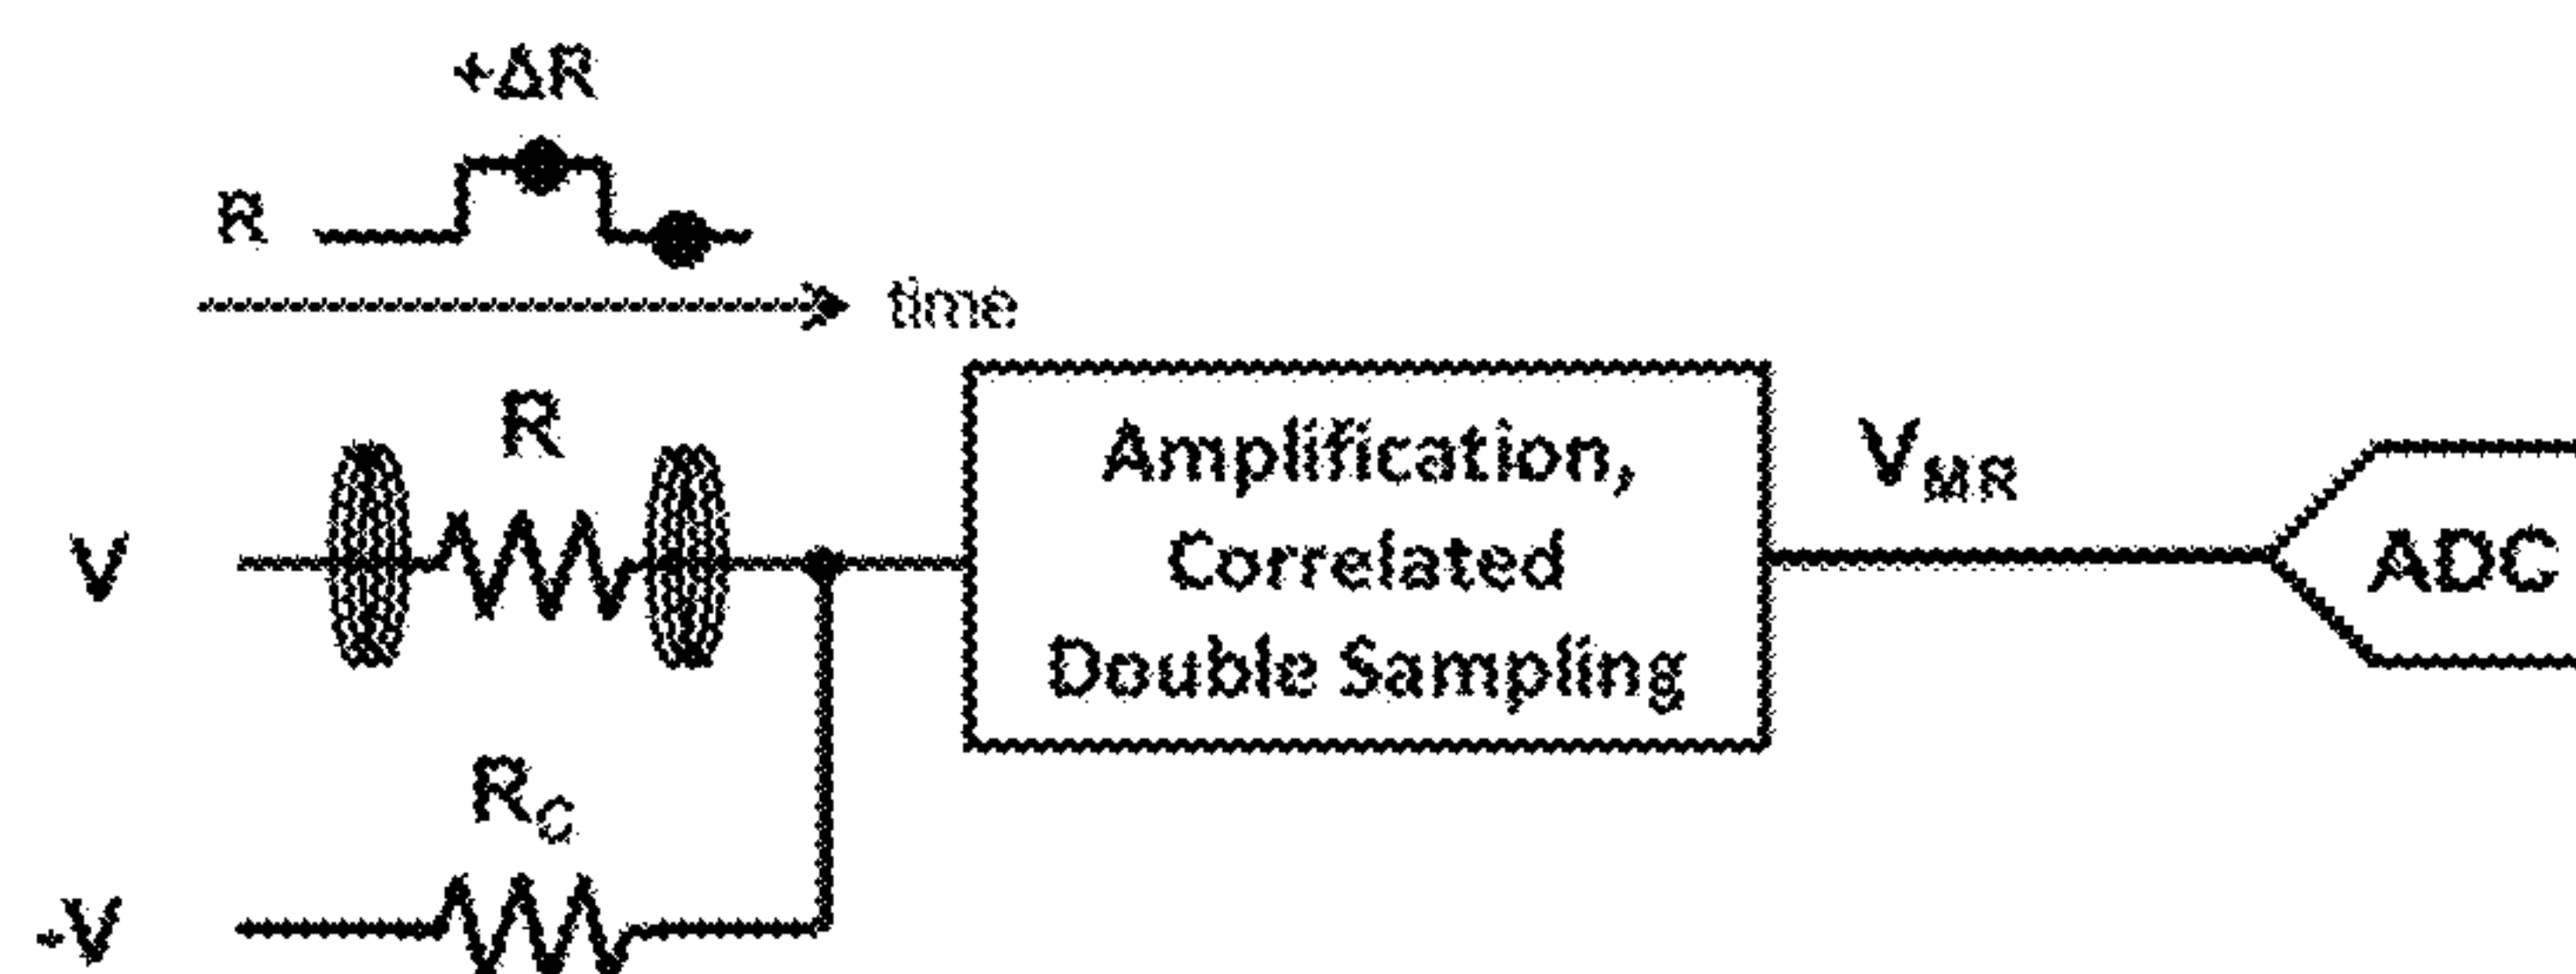 +ΔR
R
time
R
V
Amplification,
Correlated
Double Sampling
V_MR
ADC
R_C
-V